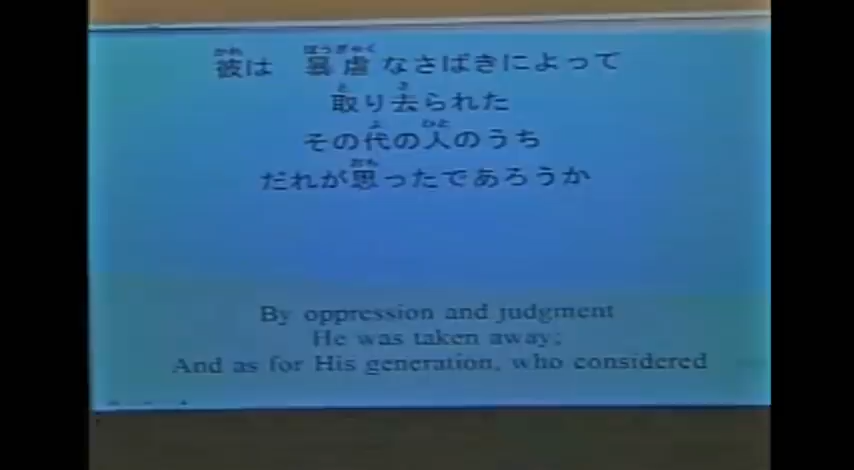 彼は 暴虐なさばきによって
取り去られた
その代の人のうち
だれが思ったであろうか
By oppression and judgment
He was taken away;
And as for His generation, who considered